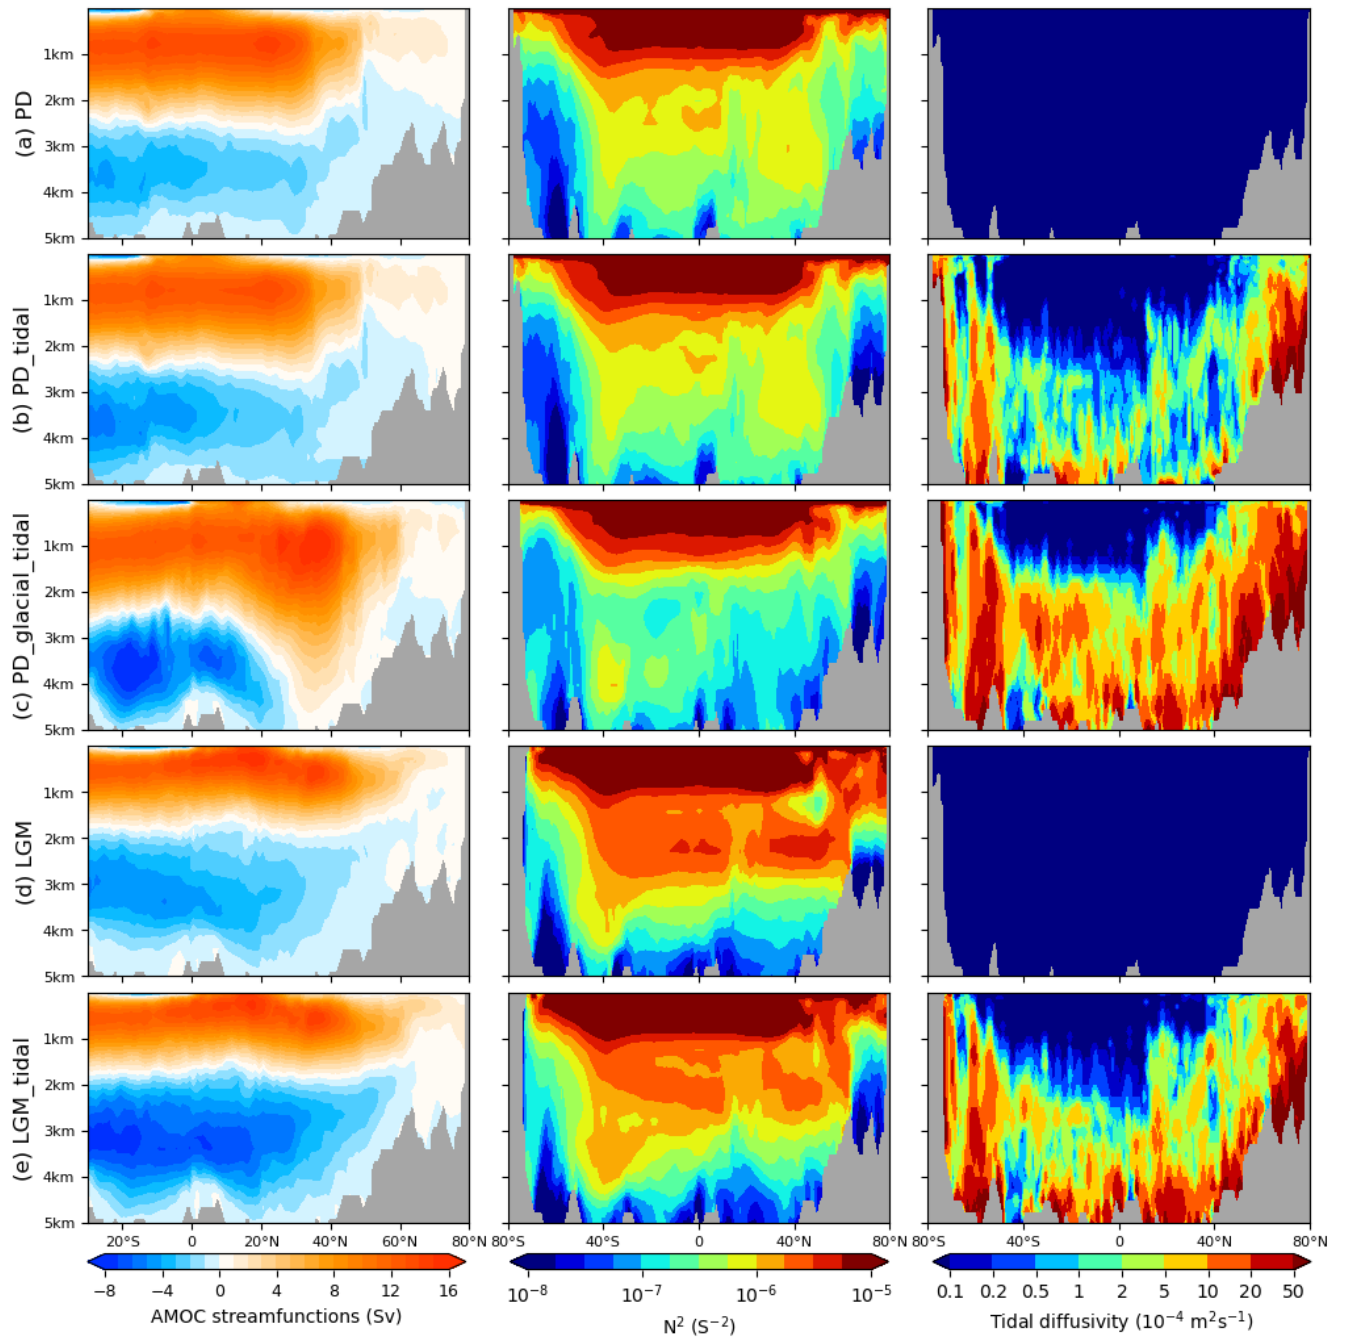 (a) PD
1km
2km
3km
4km
5km
(b) PD_tidal
1km
2km
3km
4km
5km
(c) PD_glacial_tidal
1km
2km
3km
4km
5km
(d) LGM
1km
2km
3km
4km
5km
(e) LGM_tidal
1km
2km
3km
4km
5km
20°S 0° 20°N 40°N 60°N 80°N
80°S 40°S 0° 40°N 80°N
80°S 40°S 0° 20°N 40°N 80°N
−8 −4 0 4 8 12 16
AMOC streamfunctions (Sv)
10⁻⁸ 10⁻⁷ 10⁻⁶ 10⁻⁵
N² (S⁻²)
0.1 0.2 0.5 1 2 5 10 20 50
Tidal diffusivity (10⁻⁴ m²s⁻¹)